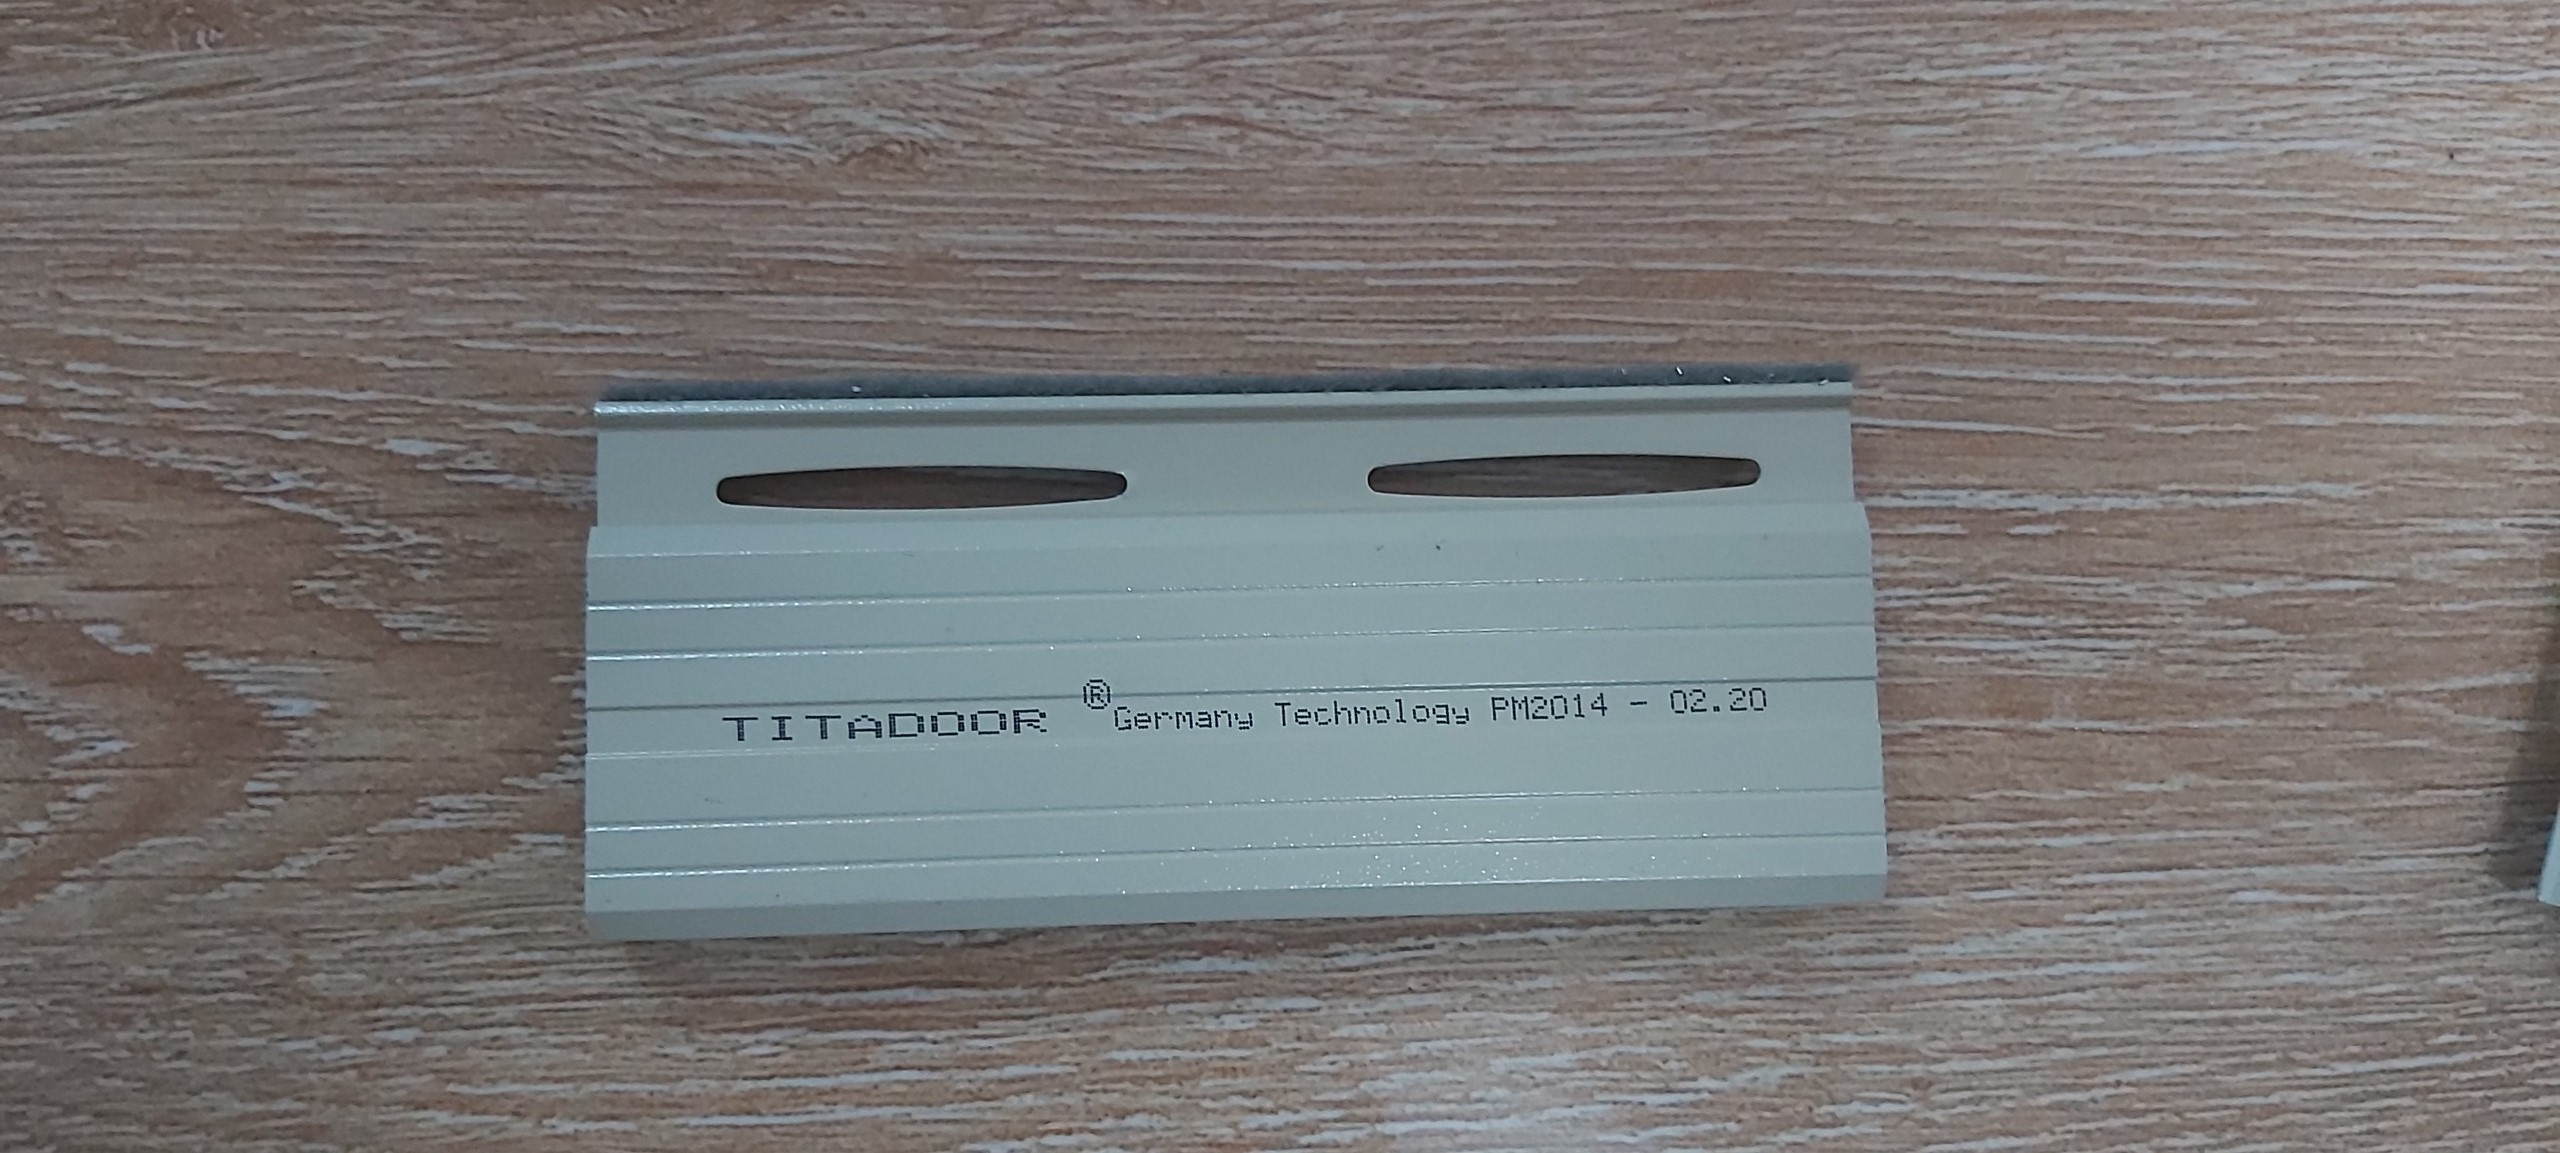 TITADOOR ® Germany Technology PM2014 - 02.20